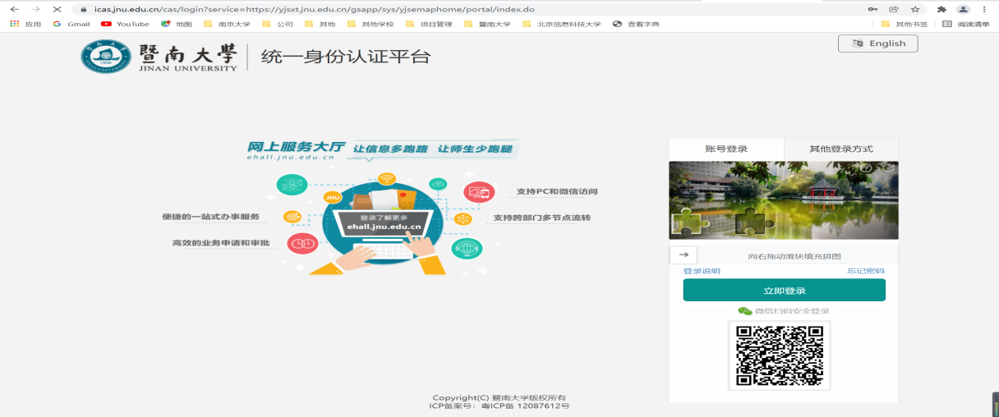 icas.jnu.edu.cn/cas/login?service=https://yjsxt.jnu.edu.cn/gsapp/sys/yjsemaphome/portal/index.do
应用 Gmail YouTube 地图 南京大学 公司 其他 其他学校 项目管理 暨南大学 北京信息科技大学 查看字典 其他书签 阅读清单
暨南大学
JINAN UNIVERSITY
统一身份认证平台
English
网上服务大厅 让信息多跑路 让师生少跑腿
ehall.jnu.edu.cn
JNU
支持PC和微信访问
便捷的一站式办事服务
登录了解更多
ehall.jnu.edu.cn
支持跨部门多节点流转
高效的业务申请和审批
账号登录 其他登录方式
向右拖动滑块填充拼图
登录说明 忘记密码
立即登录
微信扫码安全登录
Copyright(C) 暨南大学版权所有
ICP备案号：粤ICP备 12087612号